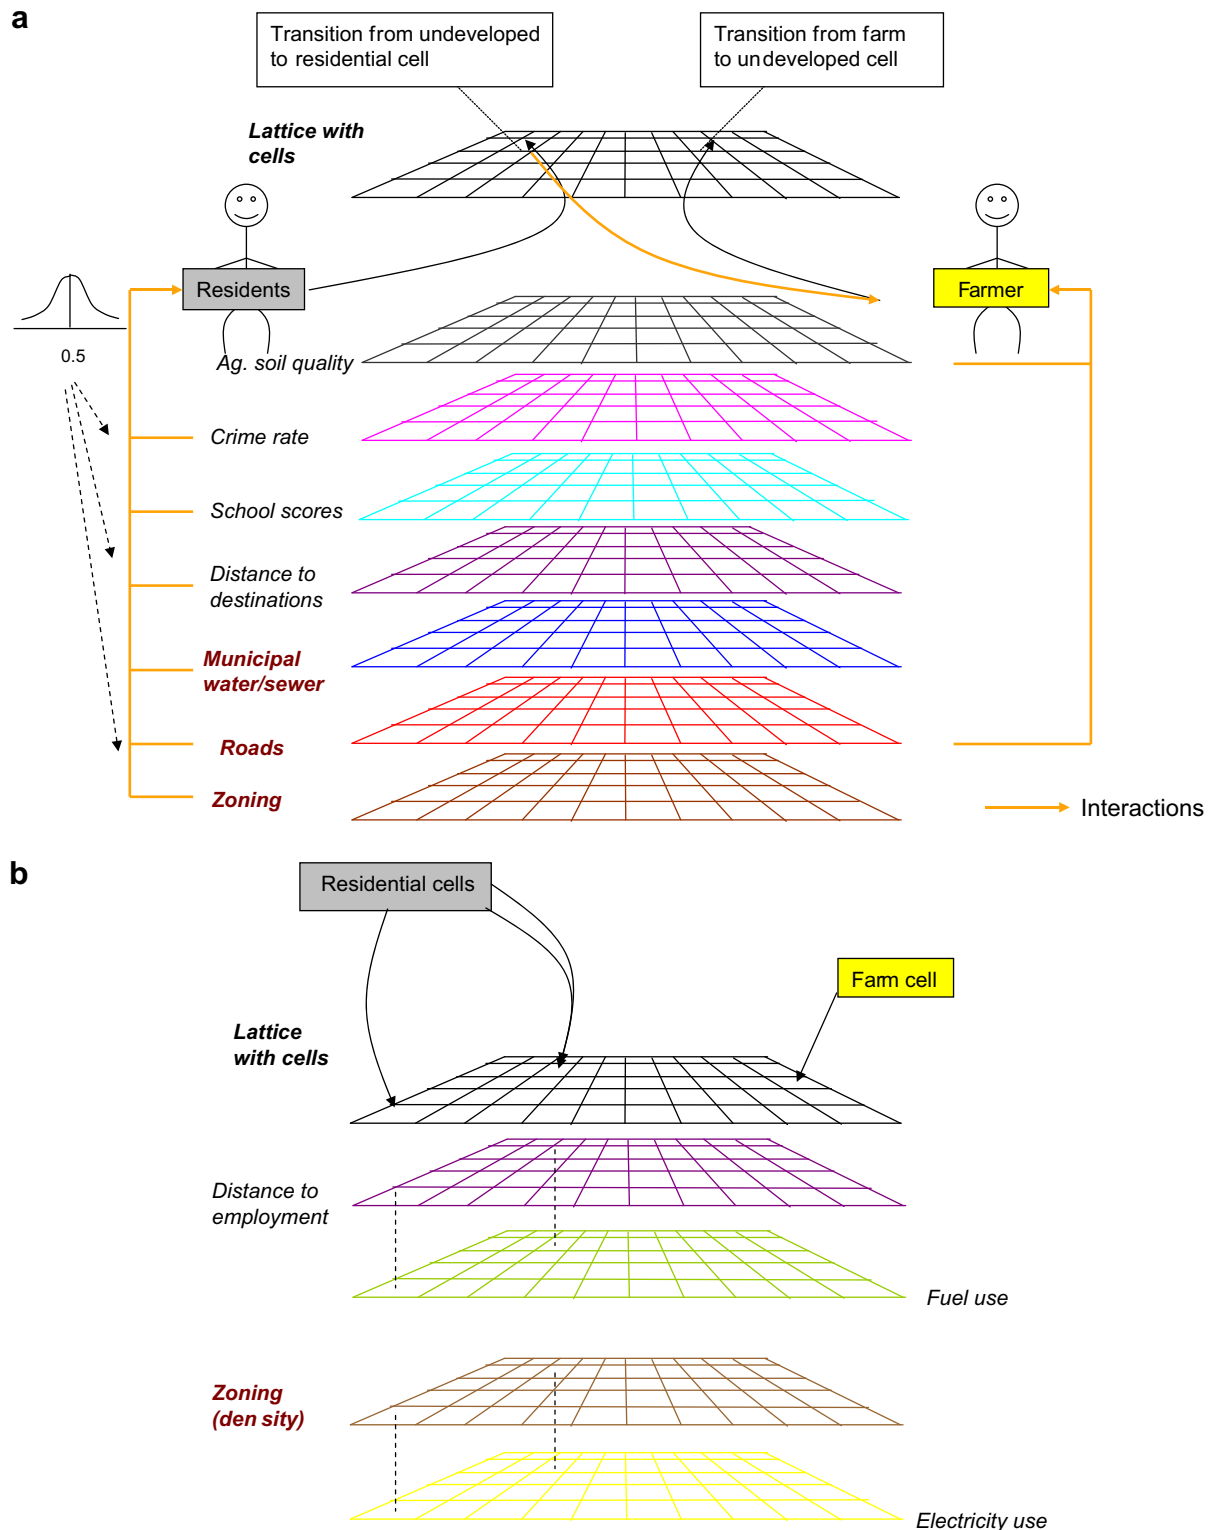 a
Transition from undeveloped
to residential cell
Transition from farm
to undeveloped cell
Lattice with
cells
Residents
Farmer
0.5
Ag. soil quality
Crime rate
School scores
Distance to
destinations
Municipal
water/sewer
Roads
Zoning
Interactions
b
Residential cells
Farm cell
Lattice
with cells
Distance to
employment
Fuel use
Zoning
(den sity)
Electricity use